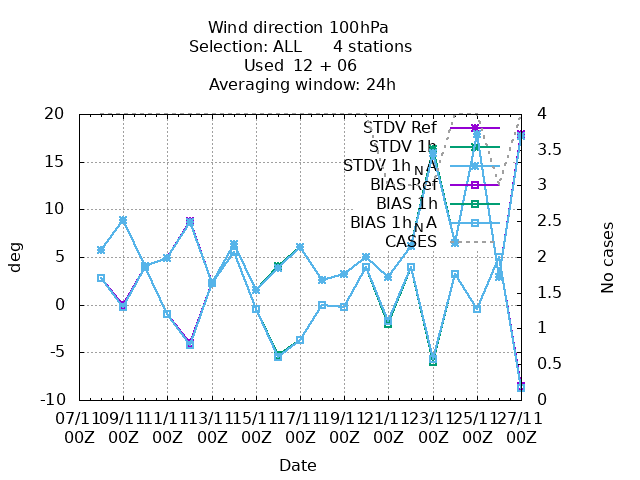 Wind direction 100hPa
Selection: ALL 4 stations
Used 12 + 06
Averaging window: 24h
20
15
10
5
0
-5
-10
deg
4
3.5
3
2.5
2
1.5
1
0.5
0
No cases
STDV Ref
STDV 1h
STDV 1h_NA
BIAS Ref
BIAS 1h
BIAS 1h_NA
CASES
07/11 09/11 11/11 13/11 15/11 17/11 19/11 21/11 23/11 25/11 27/11
00Z 00Z 00Z 00Z 00Z 00Z 00Z 00Z 00Z 00Z 00Z
Date